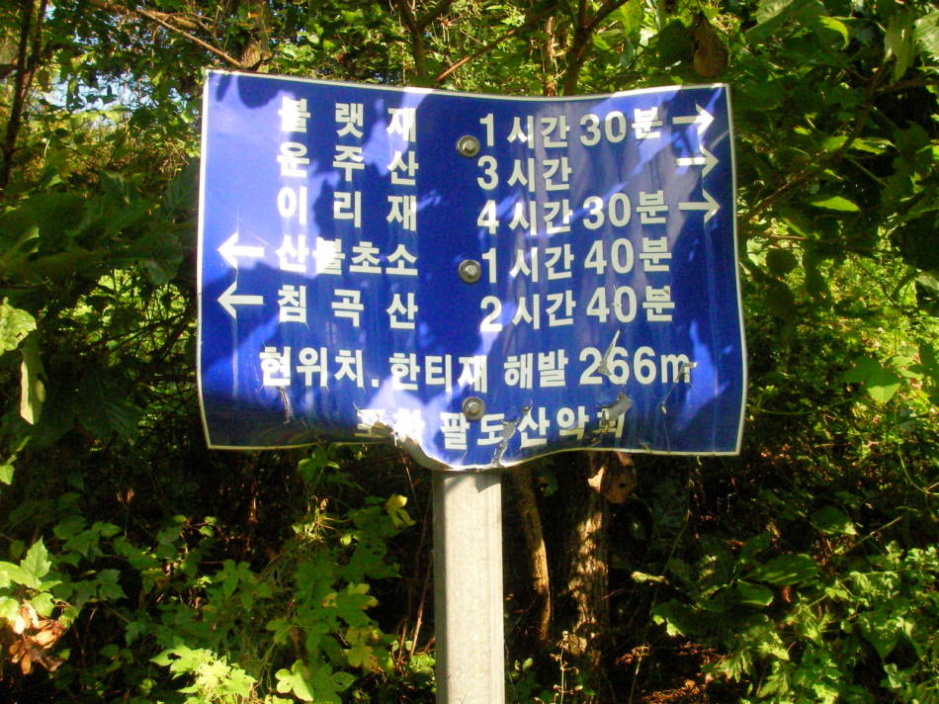 블랫재 1시간 30분 →
운주산 3시간 →
이리재 4시간 30분 →
← 산불초소 1시간 40분
← 침곡산 2시간 40분
현위치. 한티재 해발 266m
팔도산악회